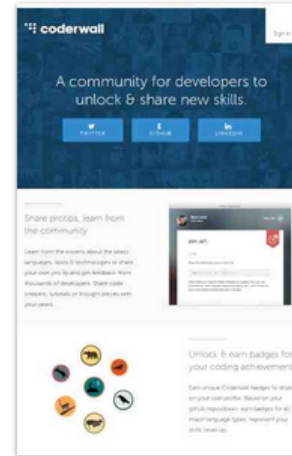 coderwall
Sign in
A community for developers to
unlock & share new skills.
TWITTER
GITHUB
LINKEDIN
Share protips, learn from
the community
Learn from the experts about the latest
languages, tools & technologies or share
your own pro tip and get feedback from
thousands of developers. Share code
snippets, tutorials or thought pieces with
your peers.
Unlock & earn badges for
your coding achievements
Earn unique Coderwall badges to display
on your user profile. Based on your
github repositories, earn badges for all
major language types, represent your
skills, level up.